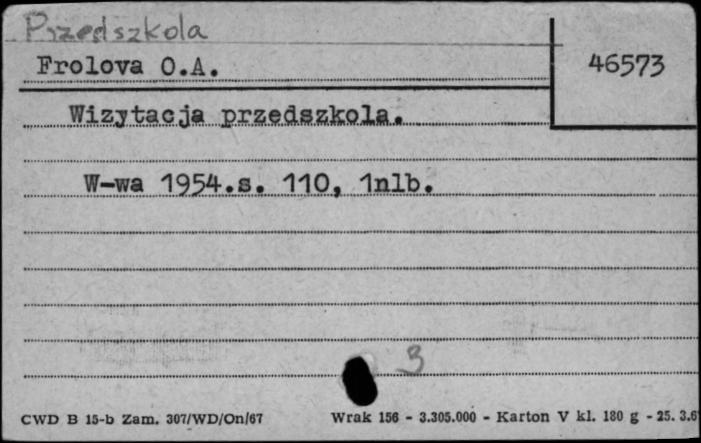 Przedszkola
Frolova O.A.
46573
Wizytacja przedszkola.
W-wa 1954.s. 110, 1nlb.
3
CWD B 15-b Zam. 307/WD/On/67
Wrak 156 - 3.305.000 - Karton V kl. 180 g - 25. 3.6